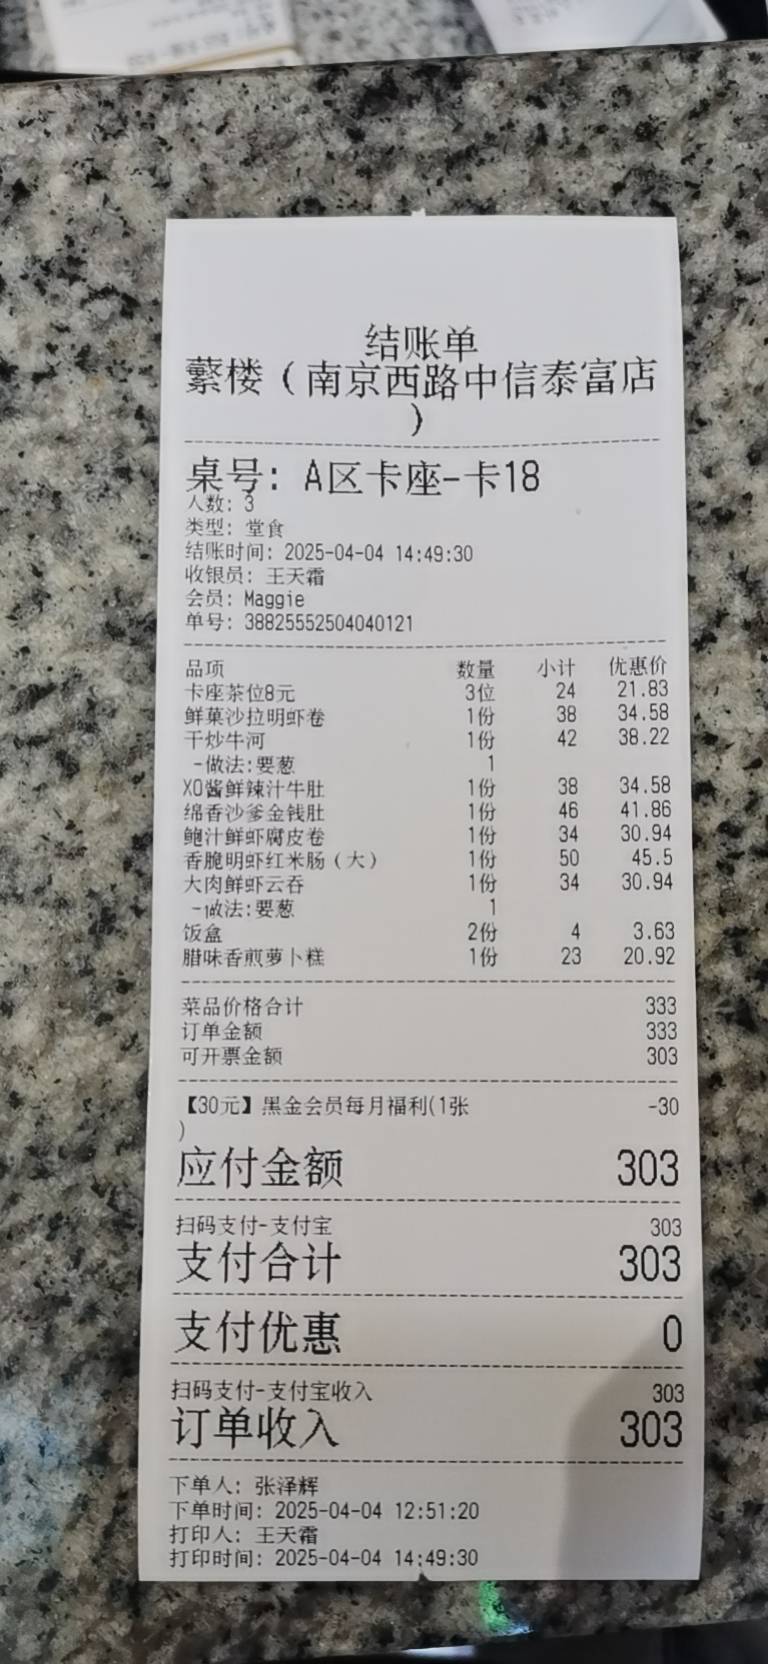 结账单
蘩楼（南京西路中信泰富店
）
桌号: A区卡座-卡18
人数: 3
类型: 堂食
结账时间: 2025-04-04 14:49:30
收银员: 王天霜
会员: Maggie
单号: 38825552504040121
品项 数量 小计 优惠价
卡座茶位8元 3位 24 21.83
鲜菓沙拉明虾卷 1份 38 34.58
干炒牛河 1份 42 38.22
-做法:要葱 1
XO酱鲜辣汁牛肚 1份 38 34.58
绵香沙爹金钱肚 1份 46 41.86
鲍汁鲜虾腐皮卷 1份 34 30.94
香脆明虾红米肠（大） 1份 50 45.5
大肉鲜虾云吞 1份 34 30.94
-做法:要葱 1
饭盒 2份 4 3.63
腊味香煎萝卜糕 1份 23 20.92
菜品价格合计 333
订单金额 333
可开票金额 303
【30元】黑金会员每月福利(1张 -30
)
应付金额 303
扫码支付-支付宝 303
支付合计 303
支付优惠 0
扫码支付-支付宝收入 303
订单收入 303
下单人: 张泽辉
下单时间: 2025-04-04 12:51:20
打印人: 王天霜
打印时间: 2025-04-04 14:49:30